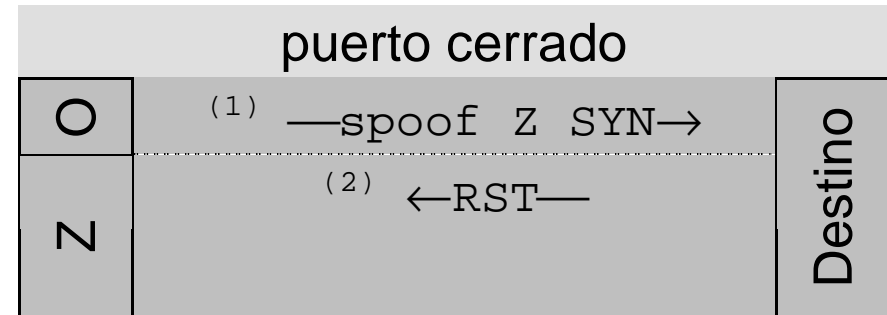 puerto cerrado
O
(1) —spoof Z SYN→
Z
(2) ←RST—
Destino